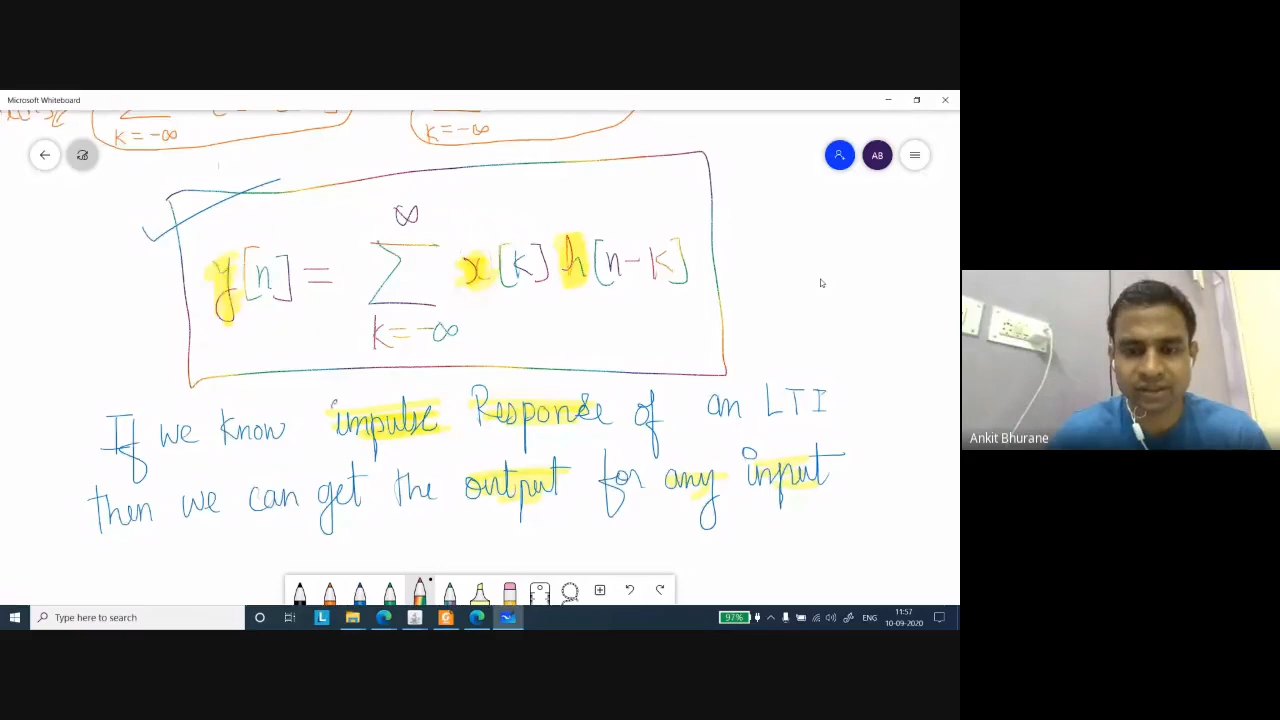 Microsoft Whiteboard
K = -∞ K = -∞
AB
∞
y[n] = Σ x[k] h[n-k]
K = -∞
If we know impulse Response of an LTI
then we can get the output for any input
Ankit Bhurane
Type here to search
L
97%
ENG
11:57
10-09-2020